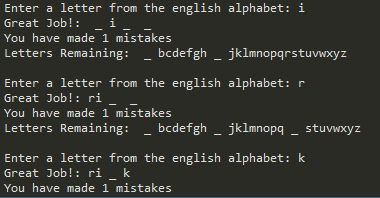 Enter a letter from the english alphabet: i
Great Job!:  _ i _  _
You have made 1 mistakes
Letters Remaining:  _ bcdefgh _ jklmnopqrstuvwxyz
Enter a letter from the english alphabet: r
Great Job!: ri _  _
You have made 1 mistakes
Letters Remaining:  _ bcdefgh _ jklmnopq _ stuvwxyz
Enter a letter from the english alphabet: k
Great Job!: ri _ k
You have made 1 mistakes